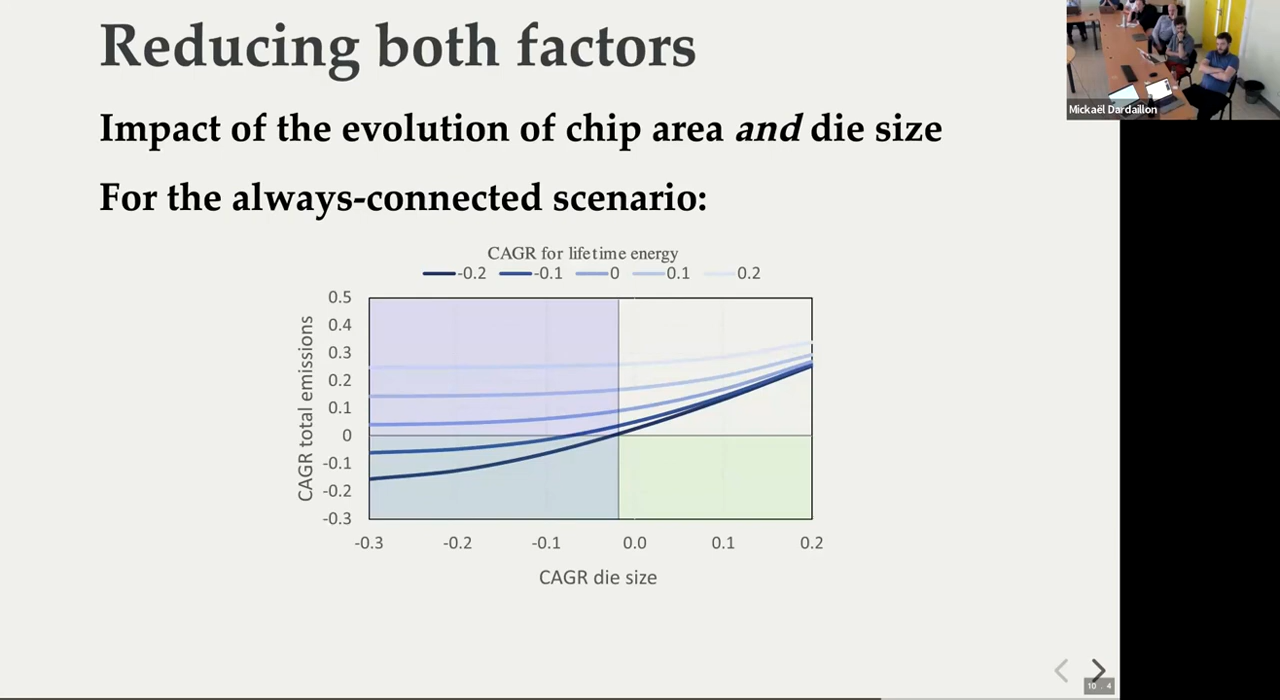 Reducing both factors
Mickaël Dardaillon
Impact of the evolution of chip area and die size
For the always-connected scenario:
CAGR for lifetime energy
-0.2 -0.1 0 0.1 0.2
CAGR total emissions
0.5
0.4
0.3
0.2
0.1
0
-0.1
-0.2
-0.3
-0.3 -0.2 -0.1 0.0 0.1 0.2
CAGR die size
10 . 4